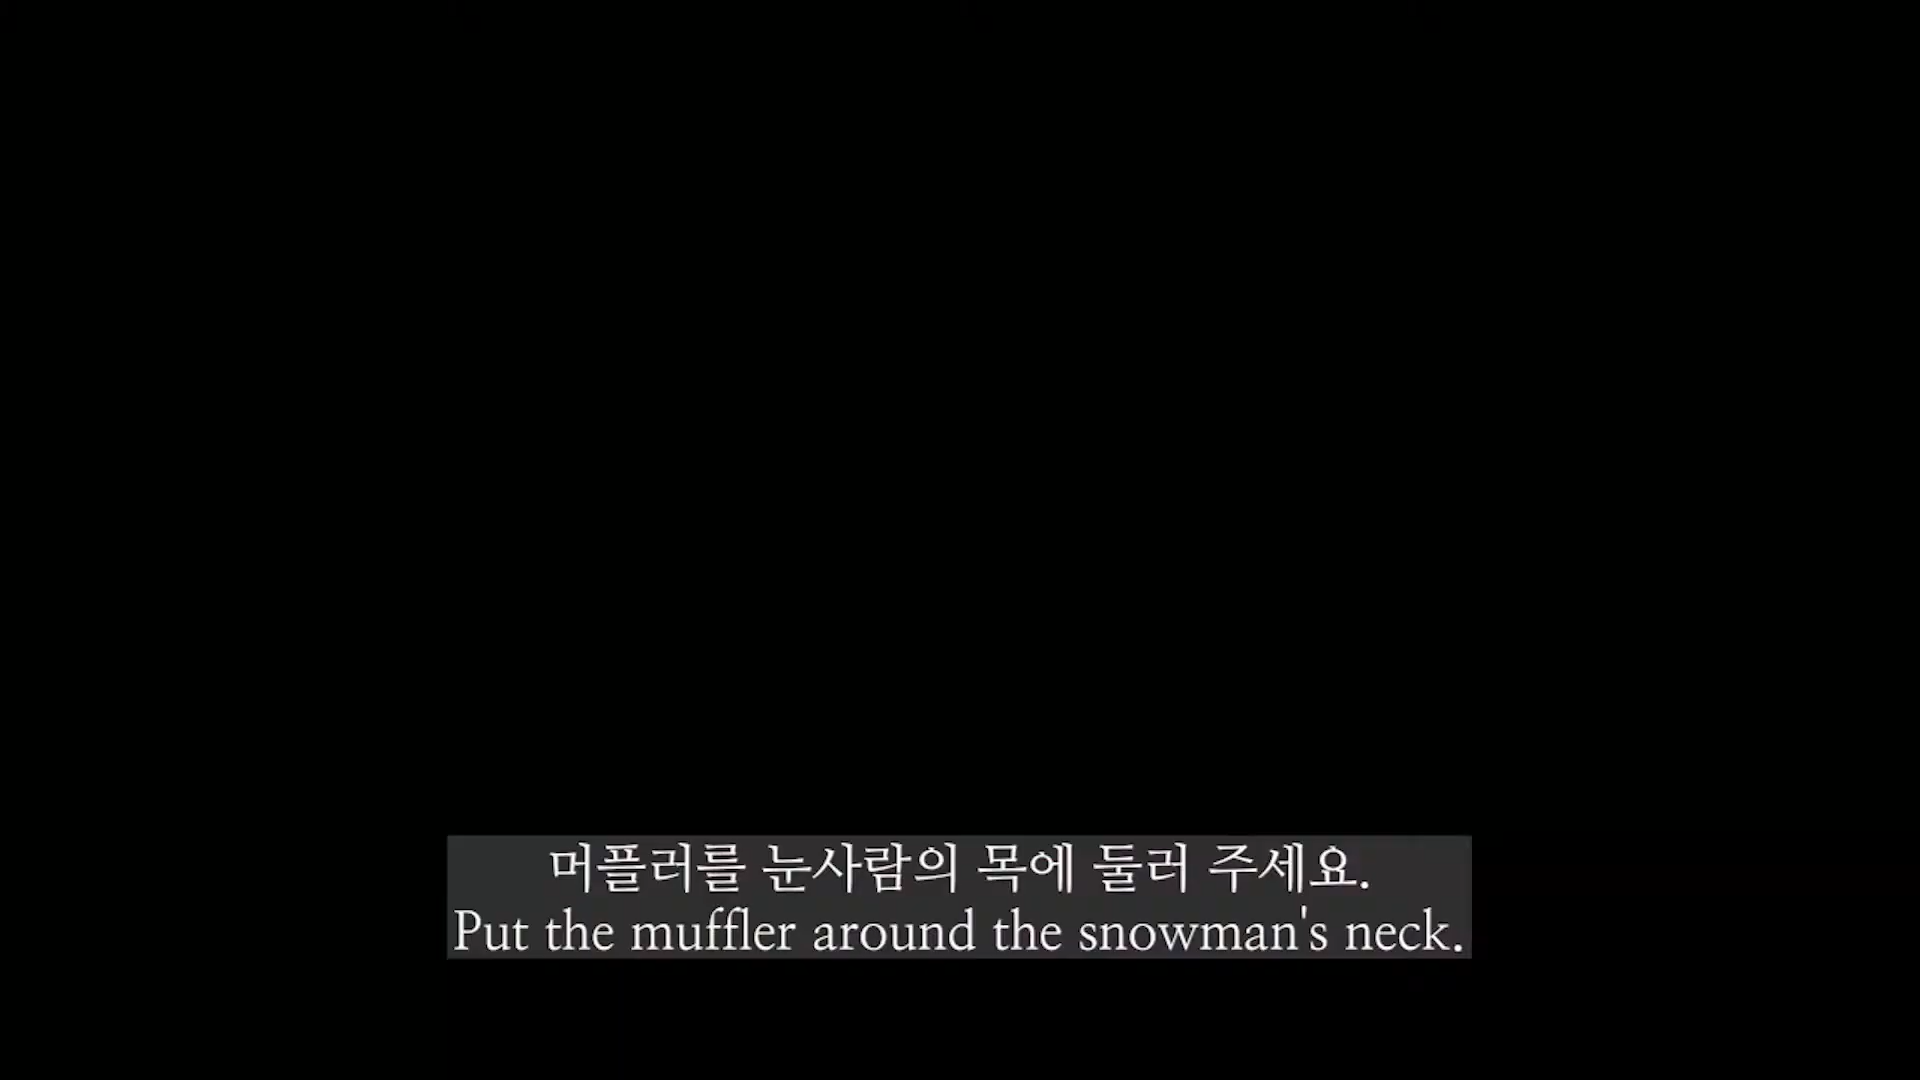 머플러를 눈사람의 목에 둘러 주세요.
Put the muffler around the snowman's neck.